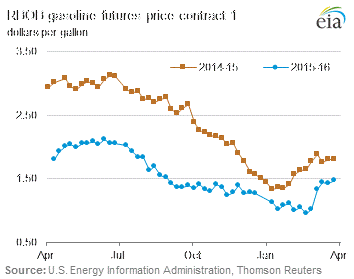 RBOB gasoline futures price contract 1
dollars per gallon
eia
3.50
2014-15
2015-16
2.50
1.50
0.50
Apr
Jul
Oct
Jan
Apr
Source: U.S. Energy Information Administration, Thomson Reuters